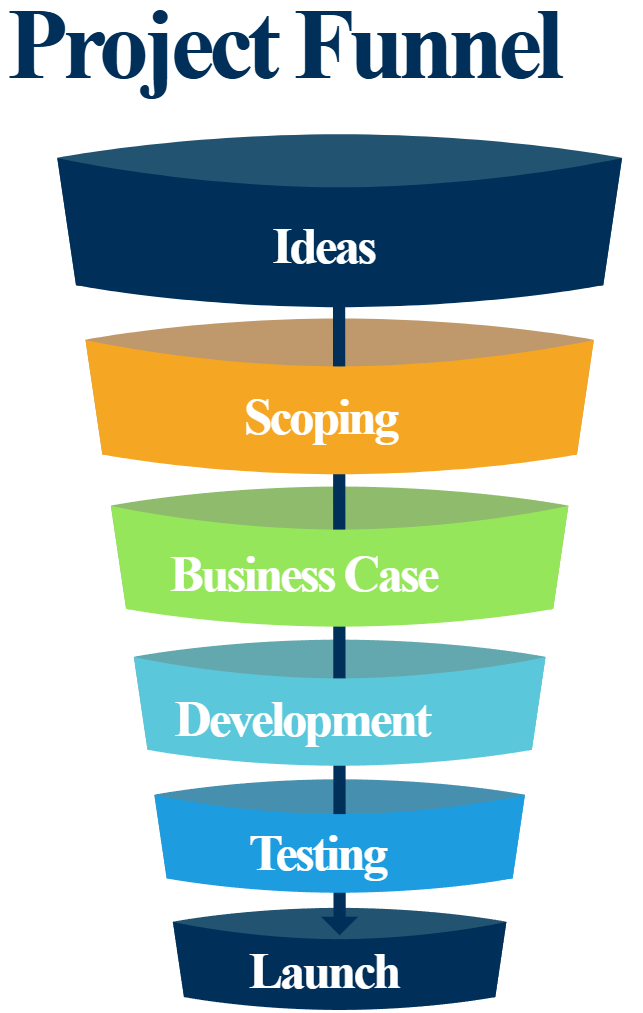 Project Funnel
Ideas
Scoping
Business Case
Development
Testing
Launch